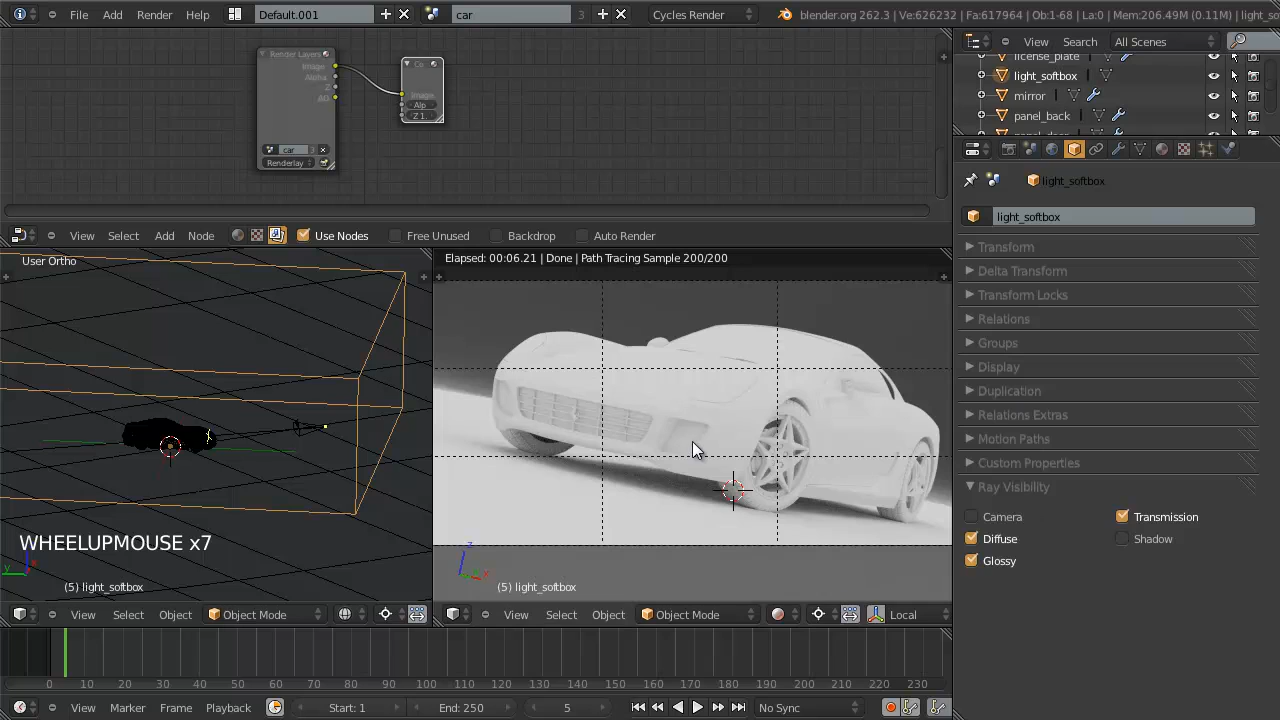 File Add Render Help Default.001 car 3 Cycles Render blender.org 262.3 | Ve:626232 | Fa:617964 | Ob:1-68 | La:0 | Mem:206.49M (0.11M) | light_so
View Search All Scenes
license_plate
light_softbox
mirror
panel_back
Render Layers
Image
Alpha
Z
AO
car 3
Renderlay
Co
Image
Alp
Z 1.
light_softbox
light_softbox
Transform
Delta Transform
Transform Locks
Relations
Groups
Display
Duplication
Relations Extras
Motion Paths
Custom Properties
Ray Visibility
Camera Transmission
Diffuse Shadow
Glossy
View Select Add Node Use Nodes Free Unused Backdrop Auto Render
User Ortho
WHEELUPMOUSE x7
y
(5) light_softbox
Elapsed: 00:06.21 | Done | Path Tracing Sample 200/200
z
x
(5) light_softbox
View Select Object Object Mode
View Select Object Object Mode Local
0 10 20 30 40 50 60 70 80 90 100 110 120 130 140 150 160 170 180 190 200 210 220 230
View Marker Frame Playback Start: 1 End: 250 5 No Sync